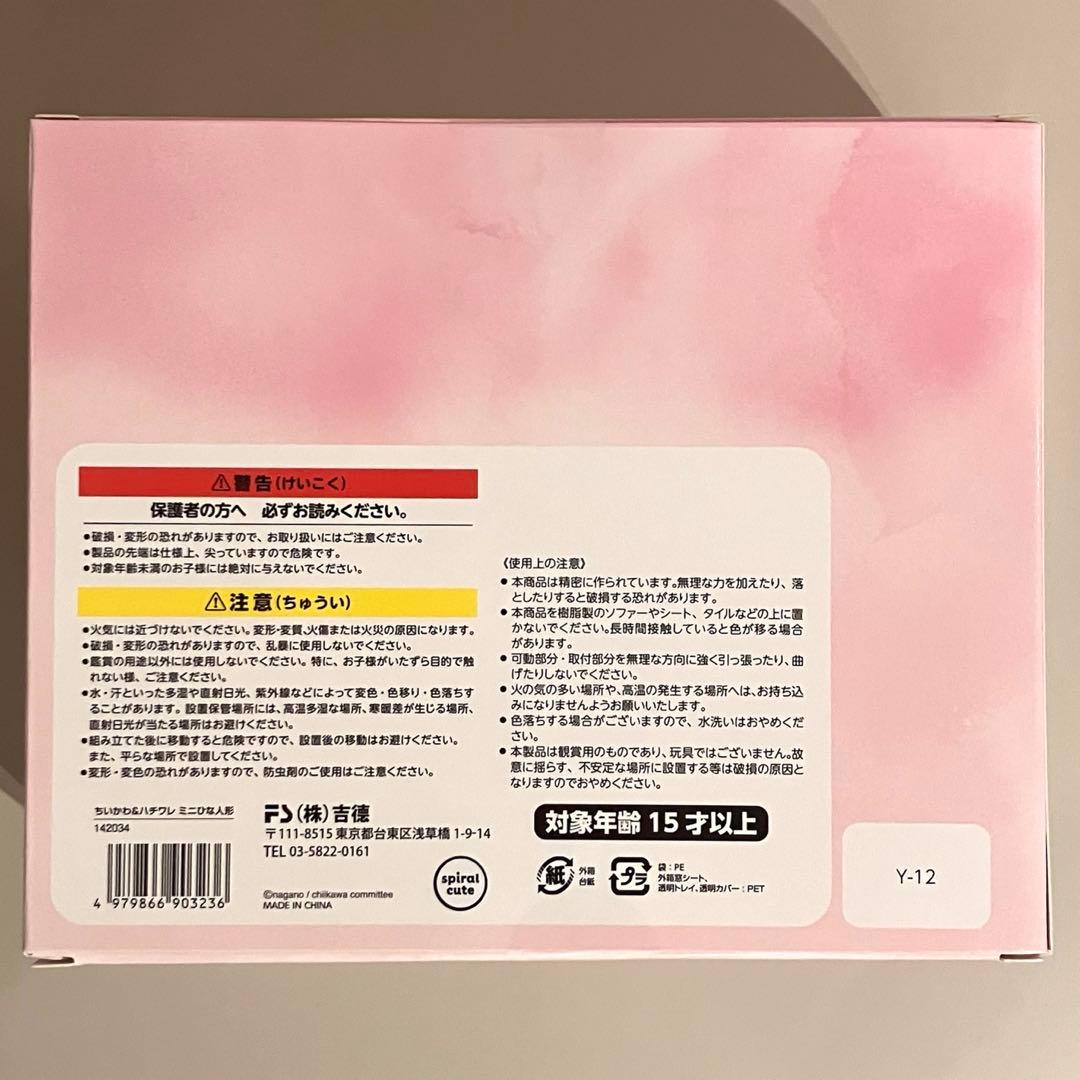 ⚠警告(けいこく)
保護者の方へ 必ずお読みください。
●破損・変形の恐れがありますので、お取り扱いにはご注意ください。
●製品の先端は仕様上、尖っていますので危険です。
●対象年齢未満のお子様には絶対に与えないでください。
⚠注意(ちゅうい)
●火気には近づけないでください。変形・変質、火傷または火災の原因になります。
●破損・変形の恐れがありますので、乱暴に使用しないでください。
●鑑賞の用途以外には使用しないでください。特に、お子様がいたずら目的で触
れない様、ご注意ください。
●水・汗といった多湿や直射日光、紫外線などによって変色・色移り・色落ちす
ることがあります。設置保管場所には、高温多湿な場所、寒暖差が生じる場所、
直射日光が当たる場所はお避けください。
●組み立てた後に移動すると危険ですので、設置後の移動はお避けください。
また、平らな場所で設置してください。
●変形・変色の恐れがありますので、防虫剤のご使用はご注意ください。
《使用上の注意》
● 本商品は精密に作られています。無理な力を加えたり、落
としたりすると破損する恐れがあります。
● 本商品を樹脂製のソファーやシート、タイルなどの上に置
かないでください。長時間接触していると色が移る場合
があります。
● 可動部分・取付部分を無理な方向に強く引っ張ったり、曲
げたりしないでください。
● 火の気の多い場所や、高温の発生する場所へは、お持ち込
みになりませんようお願いいたします。
● 色落ちする場合がございますので、水洗いはおやめくだ
さい。
● 本製品は観賞用のものであり、玩具ではございません。故
意に揺らす、不安定な場所に設置する等は破損の原因と
なりますのでおやめください。
ちいかわ&ハチワレ ミニひな人形
142034
4 979866 903236
FS(株)吉德
〒111-8515 東京都台東区浅草橋 1-9-14
TEL 03-5822-0161
©nagano / chiikawa committee
MADE IN CHINA
spiral
cute
対象年齢 15 才以上
紙
外箱
台紙
プラ
袋:PE
外箱窓シート、
透明トレイ、透明カバー:PET
Y-12